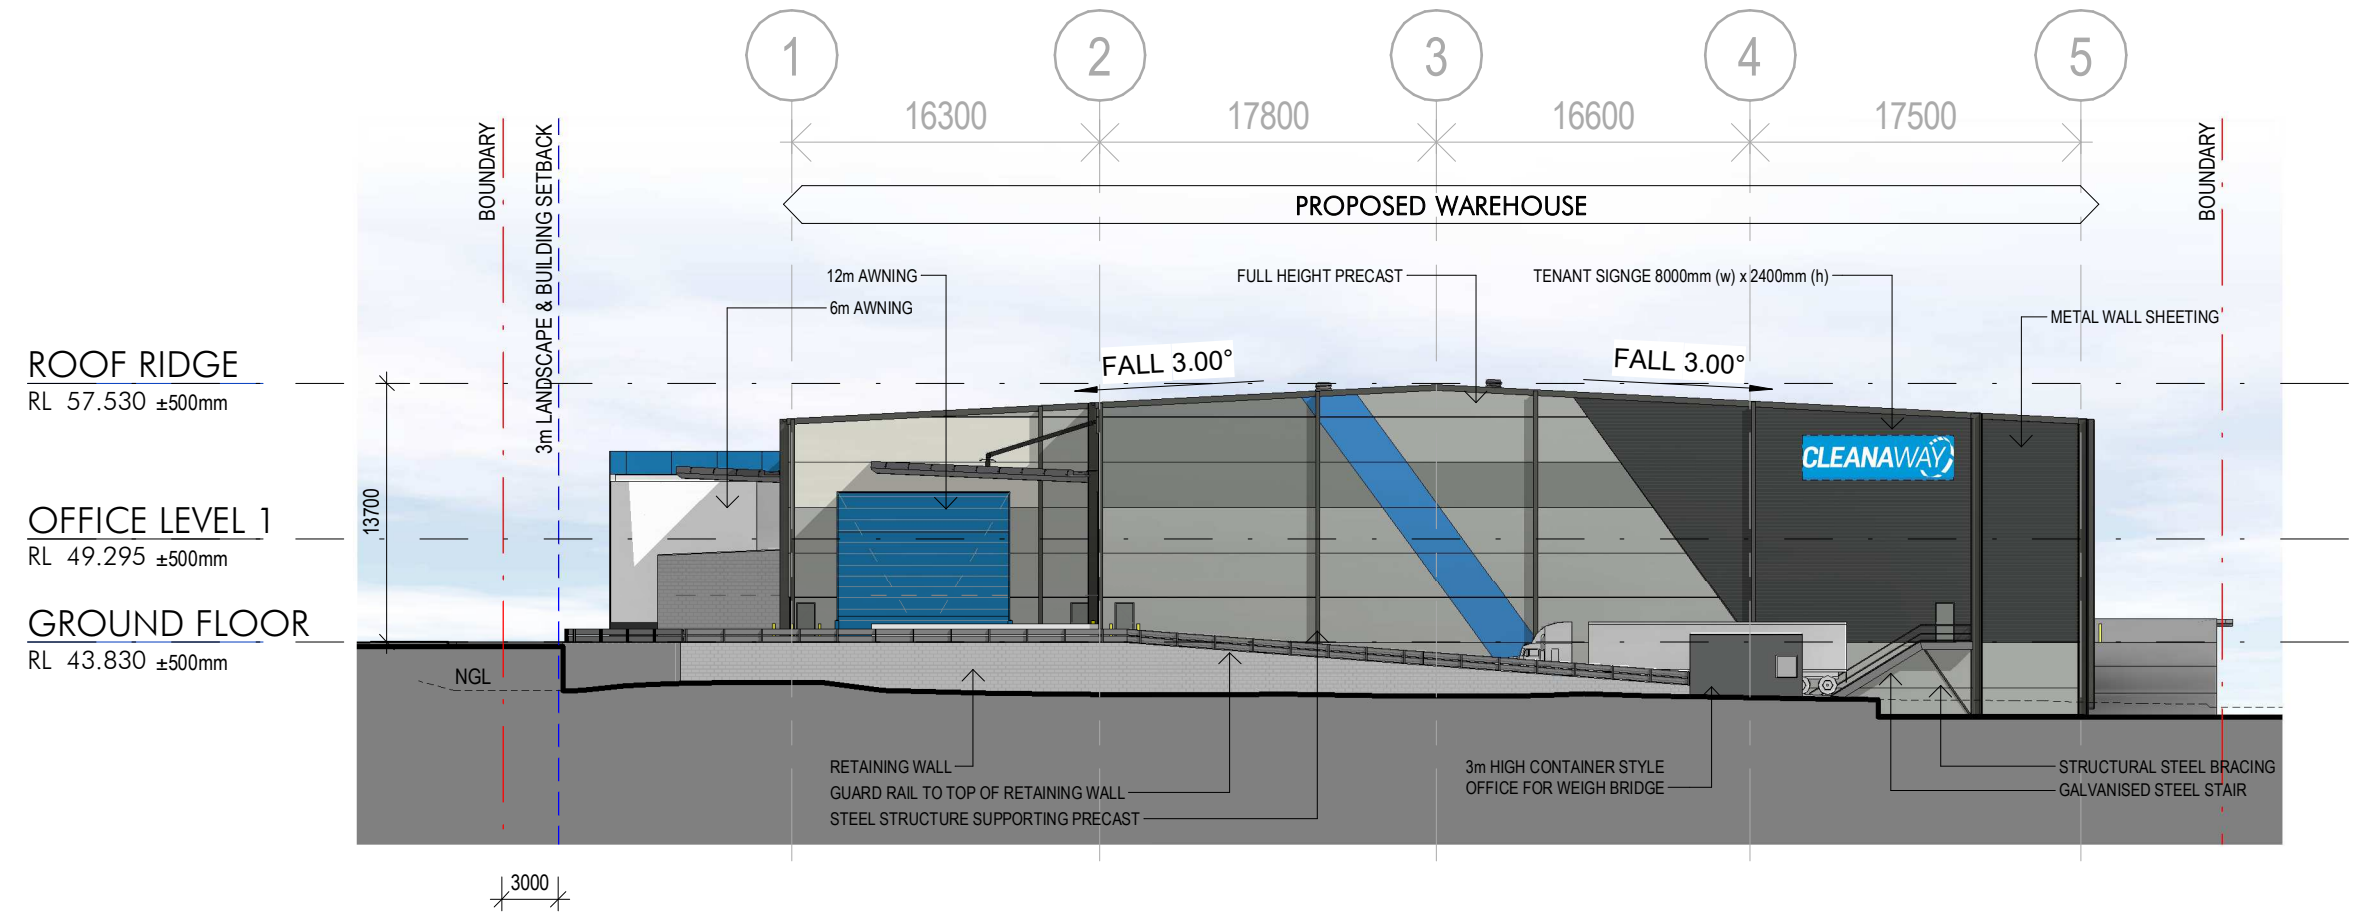 1 2 3 4 5
16300 17800 16600 17500
BOUNDARY
3m LANDSCAPE & BUILDING SETBACK
BOUNDARY
PROPOSED WAREHOUSE
12m AWNING
6m AWNING
FULL HEIGHT PRECAST
TENANT SIGNGE 8000mm (w) x 2400mm (h)
METAL WALL SHEETING
FALL 3.00°
FALL 3.00°
ROOF RIDGE
RL 57.530 ±500mm
CLEANAWAY
13700
OFFICE LEVEL 1
RL 49.295 ±500mm
GROUND FLOOR
RL 43.830 ±500mm
NGL
RETAINING WALL
GUARD RAIL TO TOP OF RETAINING WALL
STEEL STRUCTURE SUPPORTING PRECAST
3m HIGH CONTAINER STYLE
OFFICE FOR WEIGH BRIDGE
STRUCTURAL STEEL BRACING
GALVANISED STEEL STAIR
3000